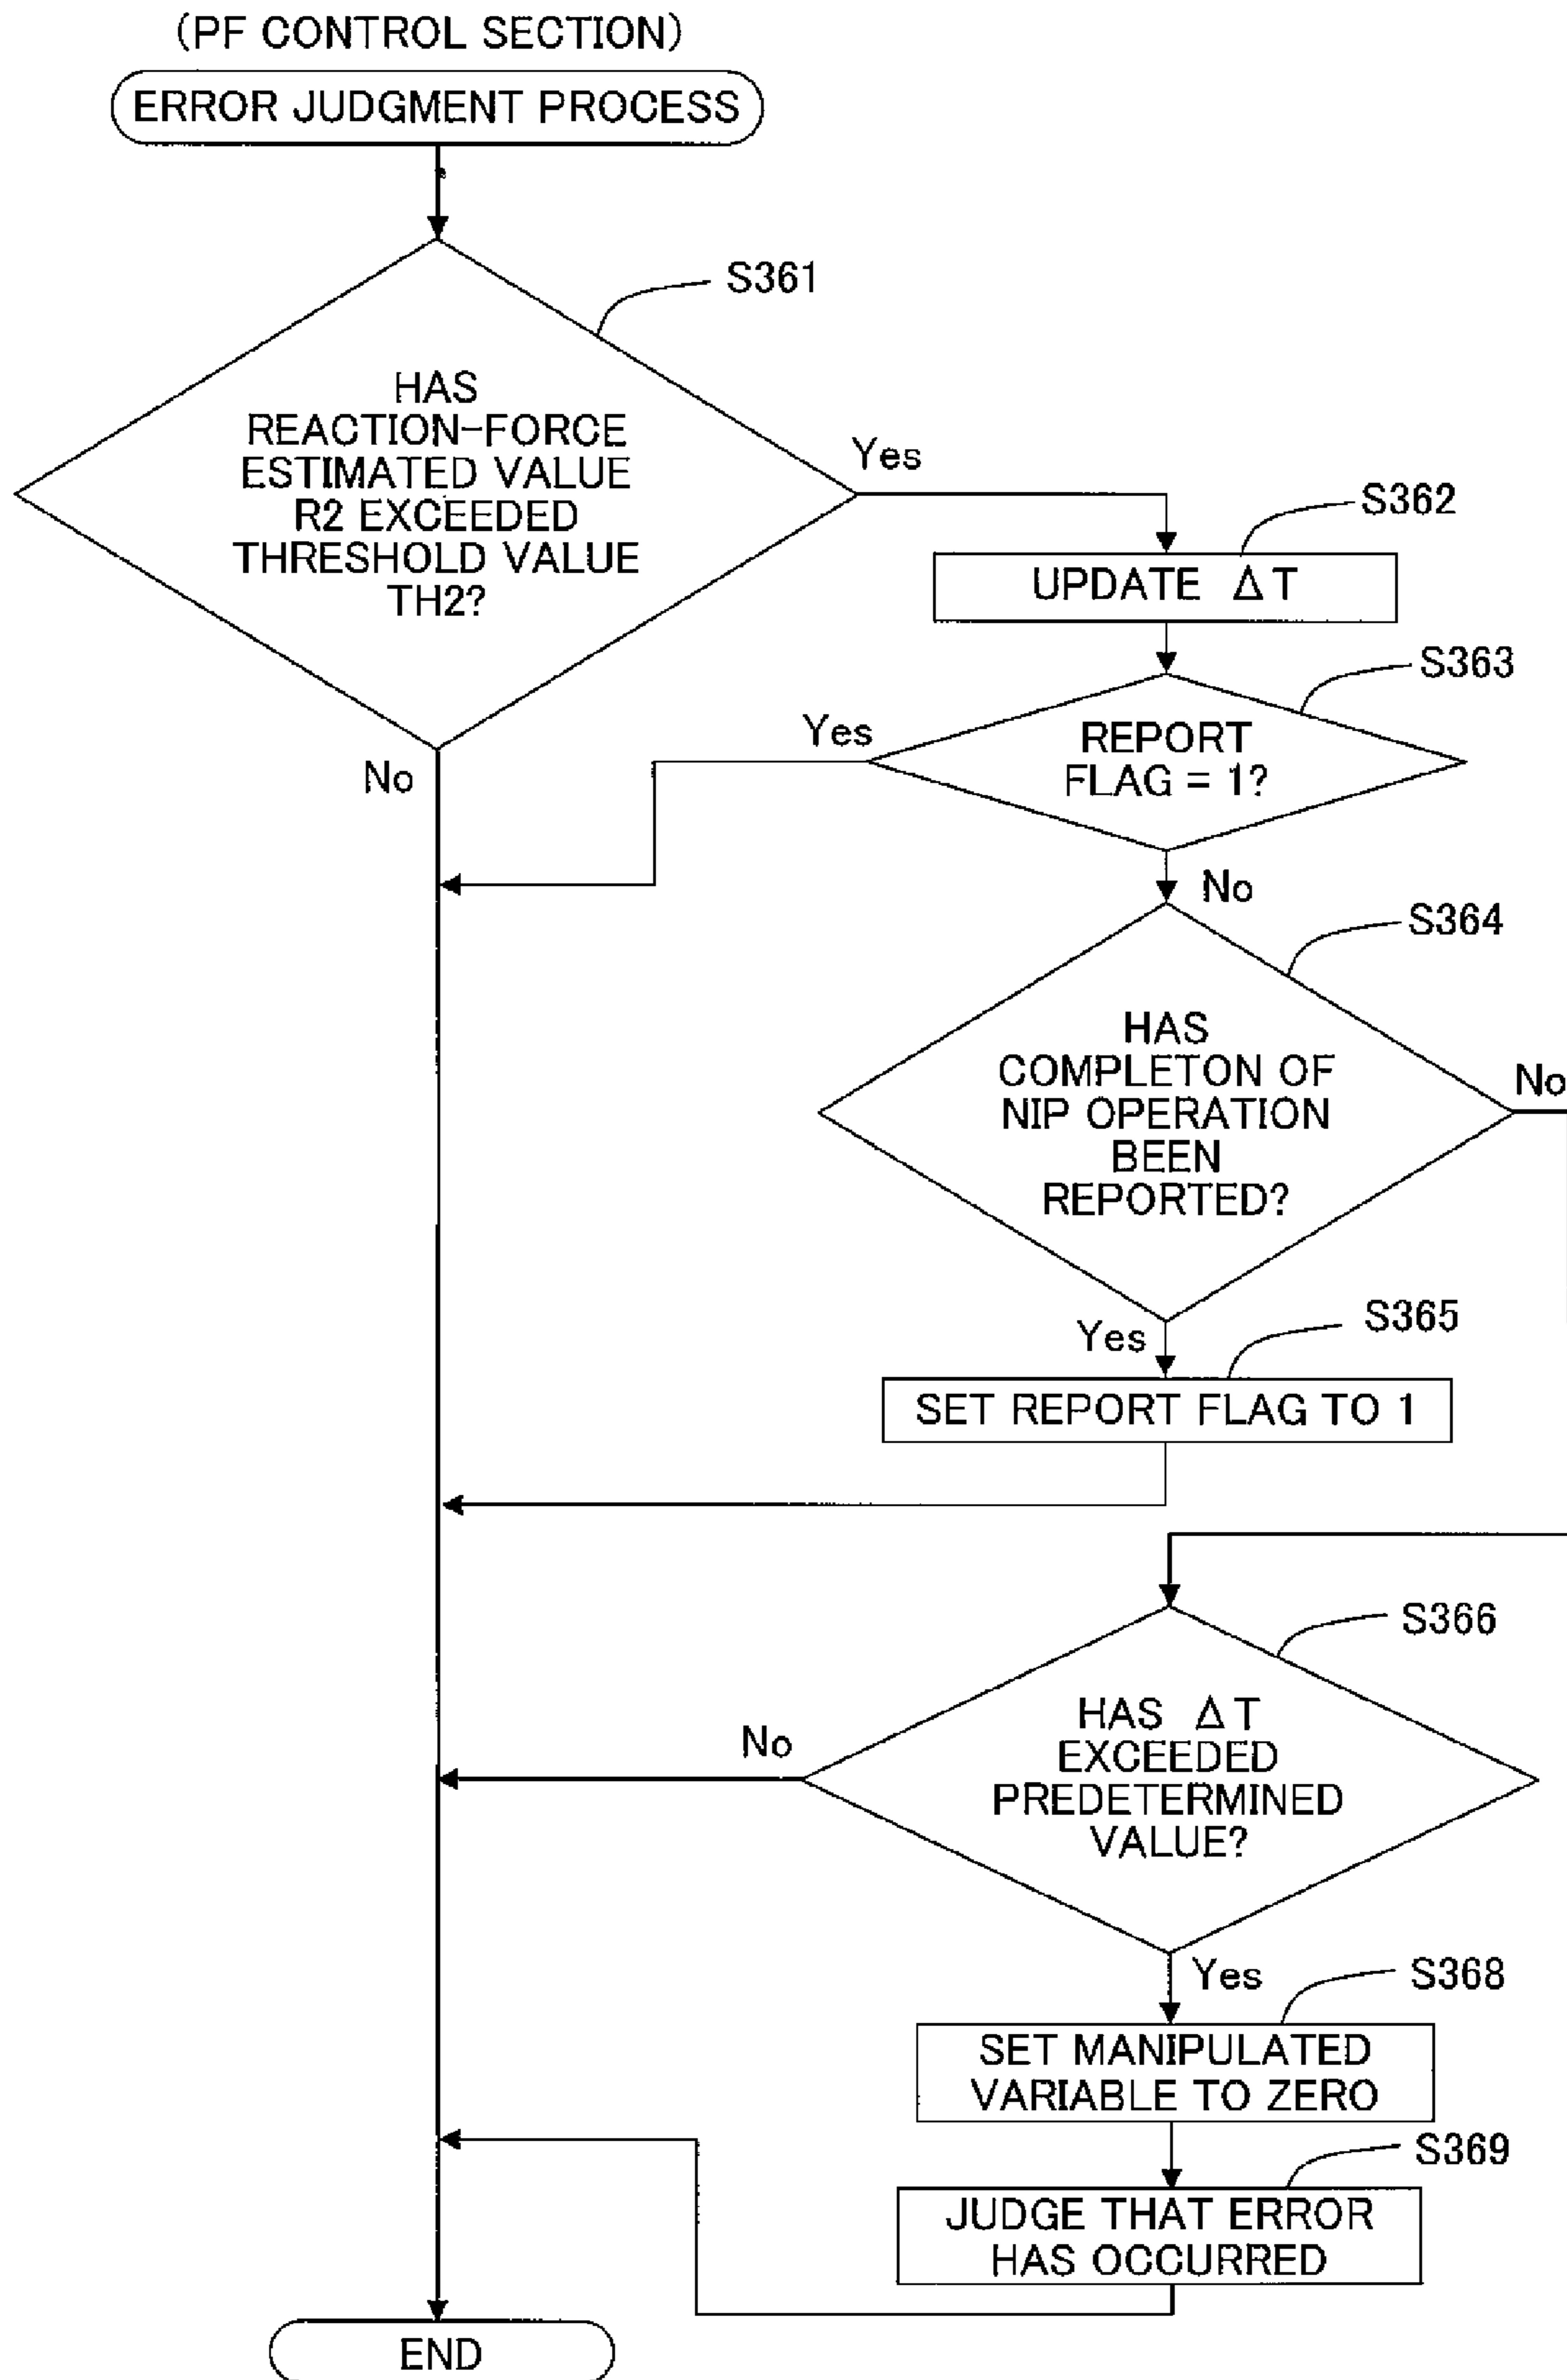 (PF CONTROL SECTION)
ERROR JUDGMENT PROCESS
S361
HAS
REACTION-FORCE
ESTIMATED VALUE
R2 EXCEEDED
THRESHOLD VALUE
TH2?
Yes
No
S362
UPDATE ΔT
S363
REPORT
FLAG = 1?
Yes
No
S364
HAS
COMPLETON OF
NIP OPERATION
BEEN
REPORTED?
No
Yes
S365
SET REPORT FLAG TO 1
S366
HAS ΔT
EXCEEDED
PREDETERMINED
VALUE?
No
Yes
S368
SET MANIPULATED
VARIABLE TO ZERO
S369
JUDGE THAT ERROR
HAS OCCURRED
END